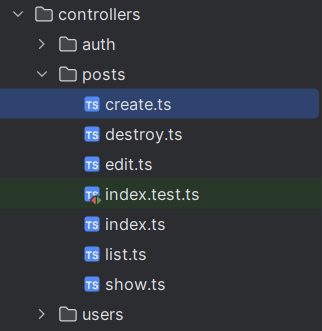 controllers
auth
posts
TS create.ts
TS destroy.ts
TS edit.ts
TS index.test.ts
TS index.ts
TS list.ts
TS show.ts
users